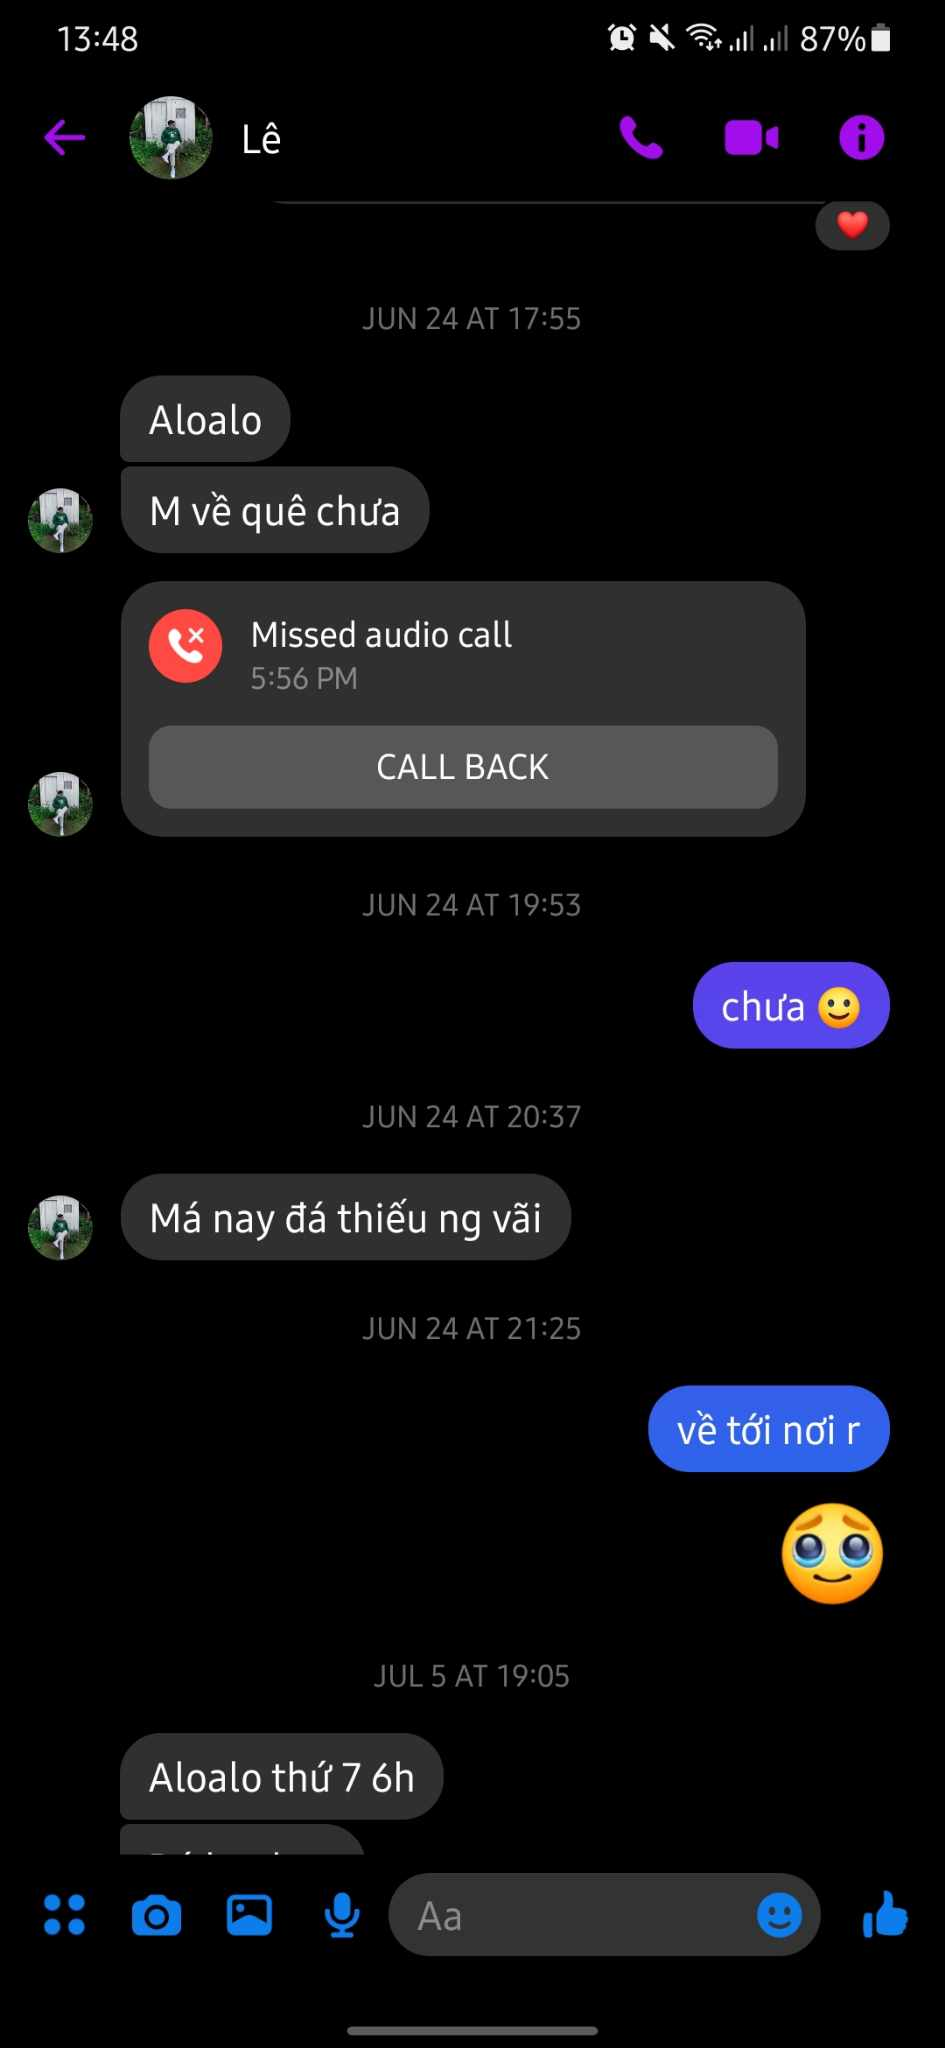 13:48
87%
Lê
JUN 24 AT 17:55
Aloalo
M về quê chưa
Missed audio call
5:56 PM
CALL BACK
JUN 24 AT 19:53
chưa 🙂
JUN 24 AT 20:37
Má nay đá thiếu ng vãi
JUN 24 AT 21:25
về tới nơi r
🥹
JUL 5 AT 19:05
Aloalo thứ 7 6h
Aa